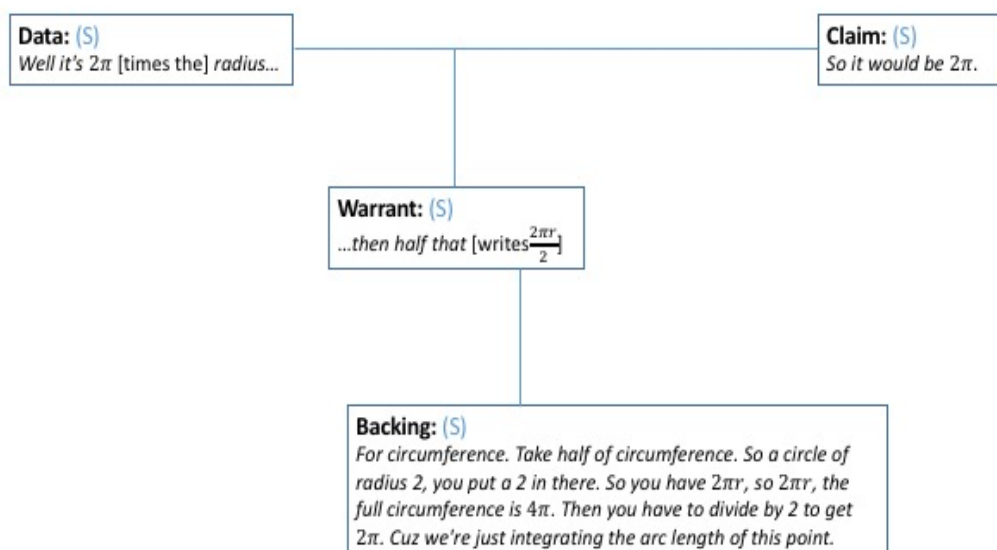 Data: (S)
Well it's 2π [times the] radius...
Claim: (S)
So it would be 2π.
Warrant: (S)
...then half that [writes 2πr/2]
Backing: (S)
For circumference. Take half of circumference. So a circle of
radius 2, you put a 2 in there. So you have 2πr, so 2πr, the
full circumference is 4π. Then you have to divide by 2 to get
2π. Cuz we're just integrating the arc length of this point.